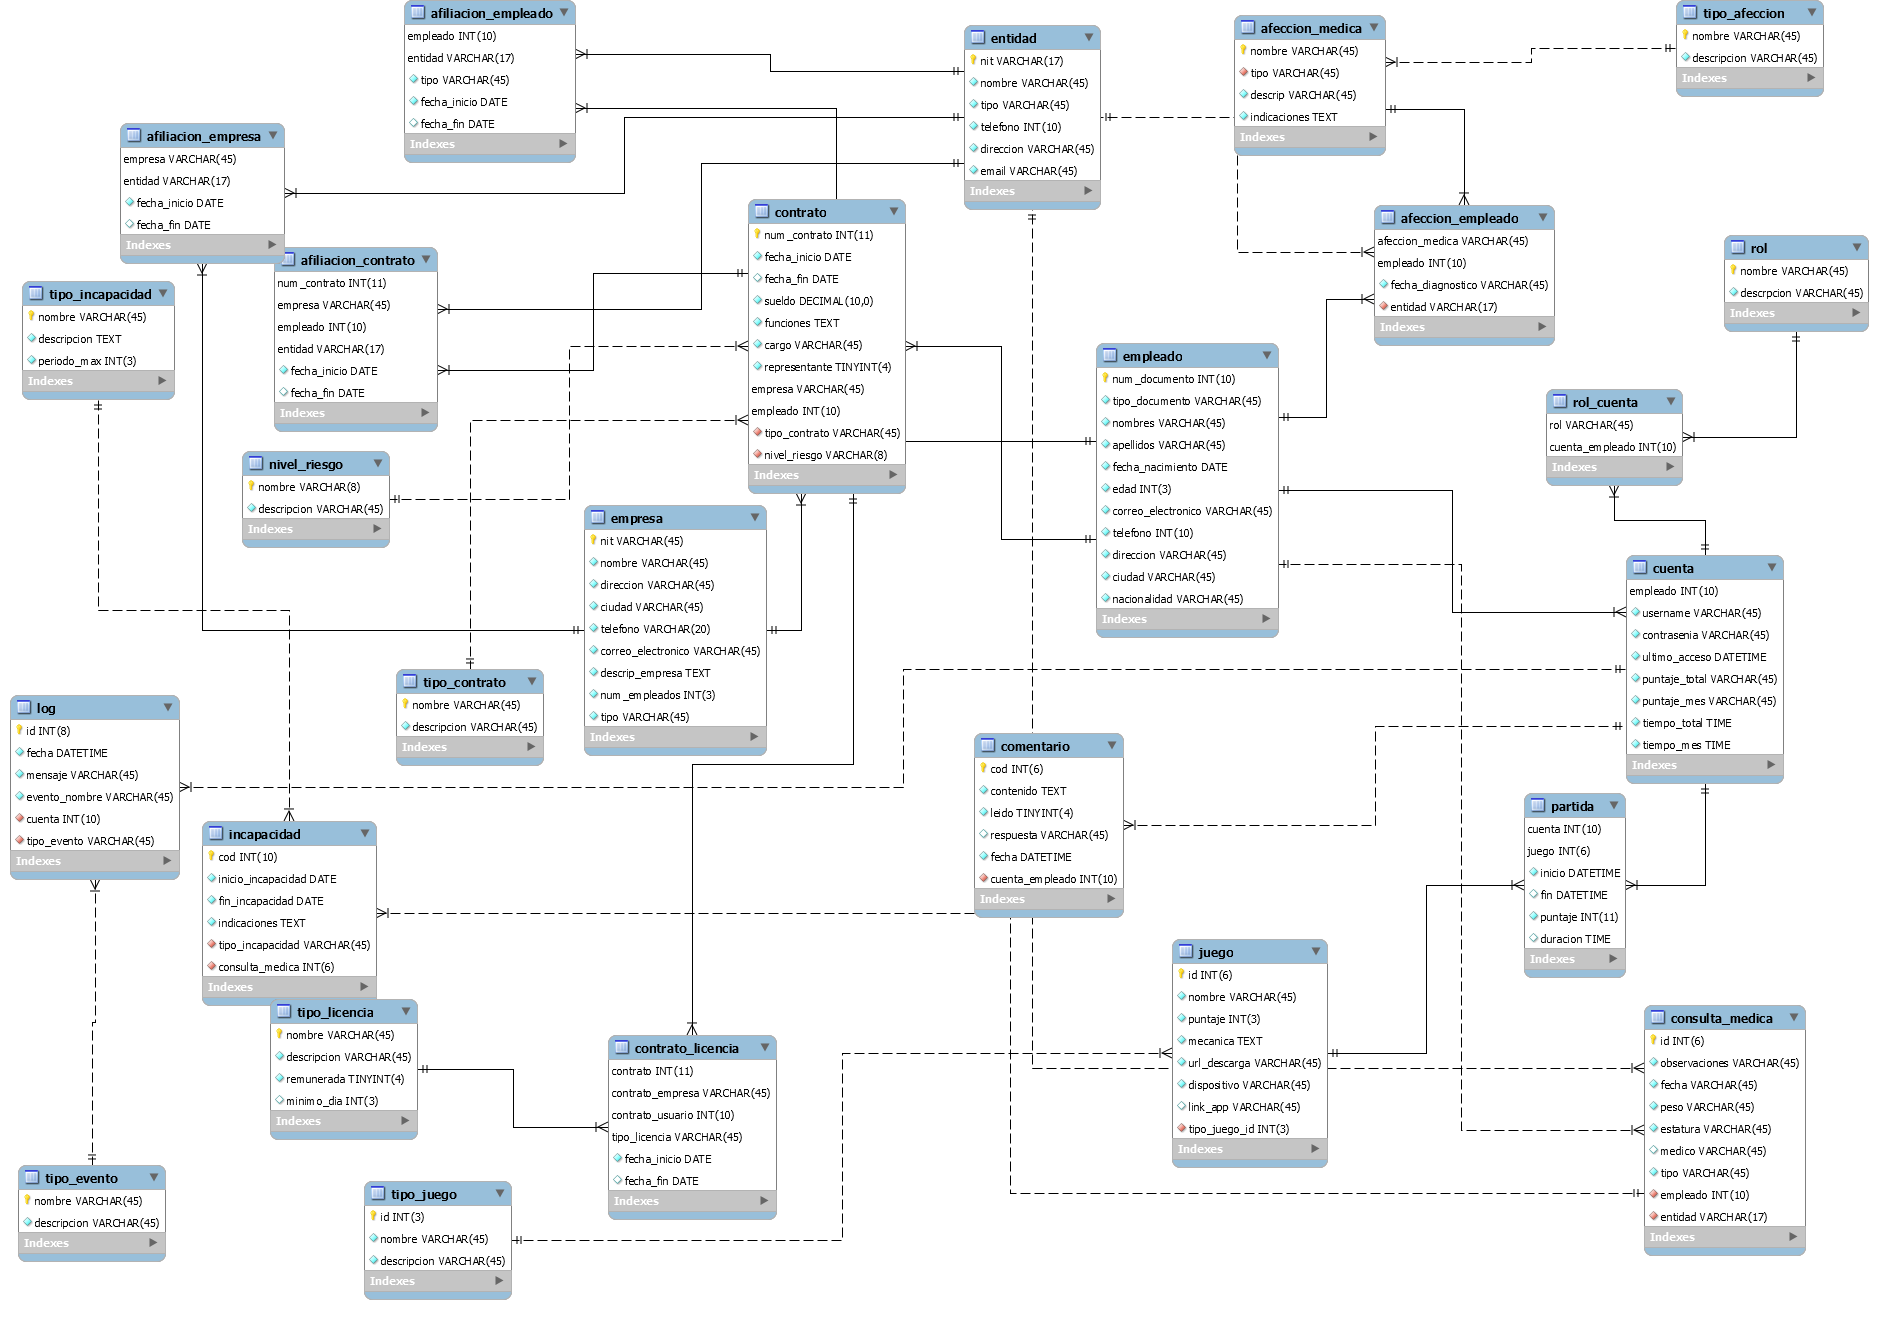 afiliacion_empleado
empleado INT(10)
entidad VARCHAR(17)
tipo VARCHAR(45)
fecha_inicio DATE
fecha_fin DATE
Indexes
entidad
nit VARCHAR(17)
nombre VARCHAR(45)
tipo VARCHAR(45)
telefono INT(10)
direccion VARCHAR(45)
email VARCHAR(45)
Indexes
afeccion_medica
nombre VARCHAR(45)
tipo VARCHAR(45)
descrip VARCHAR(45)
indicaciones TEXT
Indexes
tipo_afeccion
nombre VARCHAR(45)
descripcion VARCHAR(45)
Indexes
afiliacion_empresa
empresa VARCHAR(45)
entidad VARCHAR(17)
fecha_inicio DATE
fecha_fin DATE
Indexes
contrato
num_contrato INT(11)
fecha_inicio DATE
fecha_fin DATE
sueldo DECIMAL(10,0)
funciones TEXT
cargo VARCHAR(45)
representante TINYINT(4)
empresa VARCHAR(45)
empleado INT(10)
tipo_contrato VARCHAR(45)
nivel_riesgo VARCHAR(8)
Indexes
afeccion_empleado
afeccion_medica VARCHAR(45)
empleado INT(10)
fecha_diagnostico VARCHAR(45)
entidad VARCHAR(17)
Indexes
rol
nombre VARCHAR(45)
descrpcion VARCHAR(45)
Indexes
afiliacion_contrato
num_contrato INT(11)
empresa VARCHAR(45)
empleado INT(10)
entidad VARCHAR(17)
fecha_inicio DATE
fecha_fin DATE
Indexes
tipo_incapacidad
nombre VARCHAR(45)
descripcion TEXT
periodo_max INT(3)
Indexes
empleado
num_documento INT(10)
tipo_documento VARCHAR(45)
nombres VARCHAR(45)
apellidos VARCHAR(45)
fecha_nacimiento DATE
edad INT(3)
correo_electronico VARCHAR(45)
telefono INT(10)
direccion VARCHAR(45)
ciudad VARCHAR(45)
nacionalidad VARCHAR(45)
Indexes
rol_cuenta
rol VARCHAR(45)
cuenta_empleado INT(10)
Indexes
nivel_riesgo
nombre VARCHAR(8)
descripcion VARCHAR(45)
Indexes
empresa
nit VARCHAR(45)
nombre VARCHAR(45)
direccion VARCHAR(45)
ciudad VARCHAR(45)
telefono VARCHAR(20)
correo_electronico VARCHAR(45)
descrip_empresa TEXT
num_empleados INT(3)
tipo VARCHAR(45)
Indexes
cuenta
empleado INT(10)
username VARCHAR(45)
contrasenia VARCHAR(45)
ultimo_acceso DATETIME
puntaje_total VARCHAR(45)
puntaje_mes VARCHAR(45)
tiempo_total TIME
tiempo_mes TIME
Indexes
tipo_contrato
nombre VARCHAR(45)
descripcion VARCHAR(45)
Indexes
log
id INT(8)
fecha DATETIME
mensaje VARCHAR(45)
evento_nombre VARCHAR(45)
cuenta INT(10)
tipo_evento VARCHAR(45)
Indexes
comentario
cod INT(6)
contenido TEXT
leido TINYINT(4)
respuesta VARCHAR(45)
fecha DATETIME
cuenta_empleado INT(10)
Indexes
partida
cuenta INT(10)
juego INT(6)
inicio DATETIME
fin DATETIME
puntaje INT(11)
duracion TIME
Indexes
incapacidad
cod INT(10)
inicio_incapacidad DATE
fin_incapacidad DATE
indicaciones TEXT
tipo_incapacidad VARCHAR(45)
consulta_medica INT(6)
Indexes
juego
id INT(6)
nombre VARCHAR(45)
puntaje INT(3)
mecanica TEXT
url_descarga VARCHAR(45)
dispositivo VARCHAR(45)
link_app VARCHAR(45)
tipo_juego_id INT(3)
Indexes
tipo_licencia
nombre VARCHAR(45)
descripcion VARCHAR(45)
remunerada TINYINT(4)
minimo_dia INT(3)
Indexes
consulta_medica
id INT(6)
observaciones VARCHAR(45)
fecha VARCHAR(45)
peso VARCHAR(45)
estatura VARCHAR(45)
medico VARCHAR(45)
tipo VARCHAR(45)
empleado INT(10)
entidad VARCHAR(17)
Indexes
contrato_licencia
contrato INT(11)
contrato_empresa VARCHAR(45)
contrato_usuario INT(10)
tipo_licencia VARCHAR(45)
fecha_inicio DATE
fecha_fin DATE
Indexes
tipo_evento
nombre VARCHAR(45)
descripcion VARCHAR(45)
Indexes
tipo_juego
id INT(3)
nombre VARCHAR(45)
descripcion VARCHAR(45)
Indexes